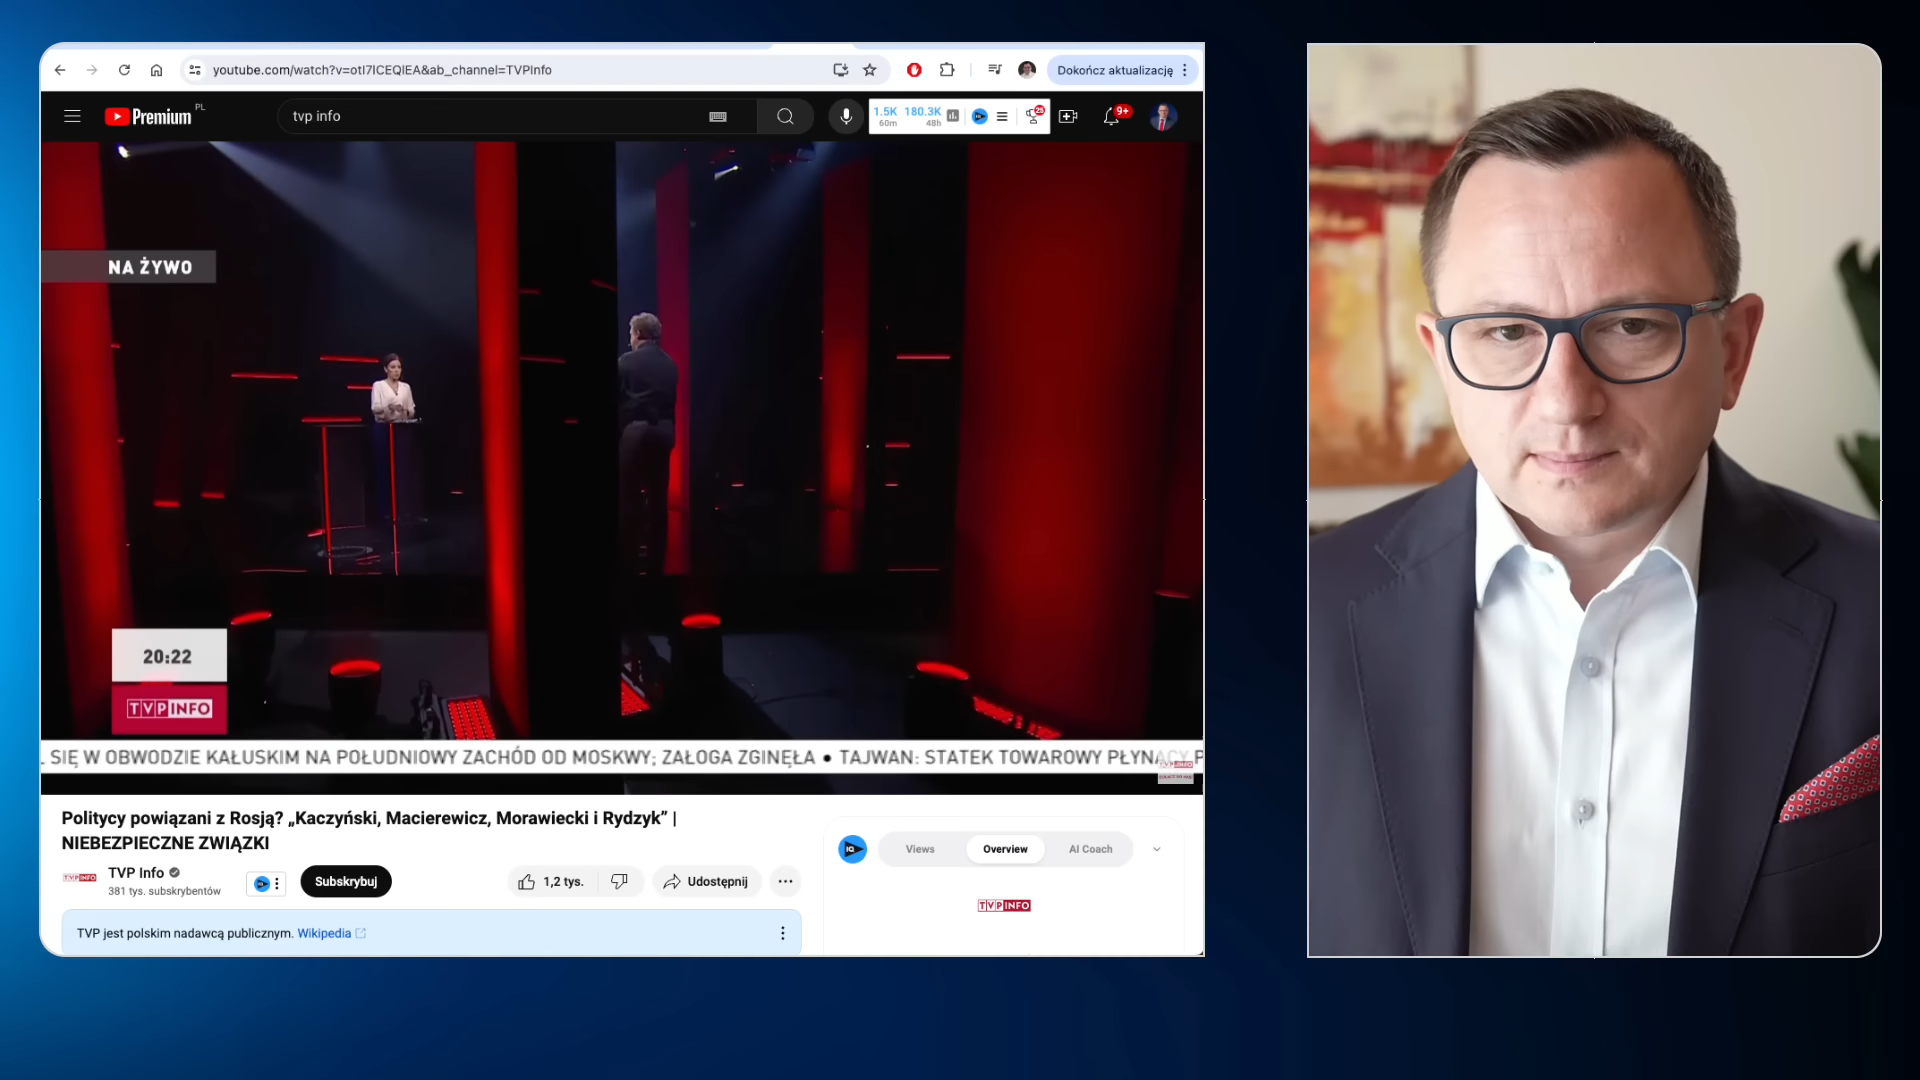 youtube.com/watch?v=otI7ICEQIEA&ab_channel=TVPInfo
Dokończ aktualizację
Premium PL
tvp info
1.5K 180.3K
60m 48h
25
9+
NA ŻYWO
20:22
TVP INFO
SIĘ W OBWODZIE KAŁUSKIM NA POŁUDNIOWY ZACHÓD OD MOSKWY; ZAŁOGA ZGINĘŁA • TAJWAN: STATEK TOWAROWY PŁYNĄCY P
Politycy powiązani z Rosją? „Kaczyński, Macierewicz, Morawiecki i Rydzyk” |
NIEBEZPIECZNE ZWIĄZKI
TVP INFO
TVP Info
381 tys. subskrybentów
Subskrybuj
1,2 tys.
Udostępnij
Views
Overview
AI Coach
TVP INFO
TVP jest polskim nadawcą publicznym. Wikipedia